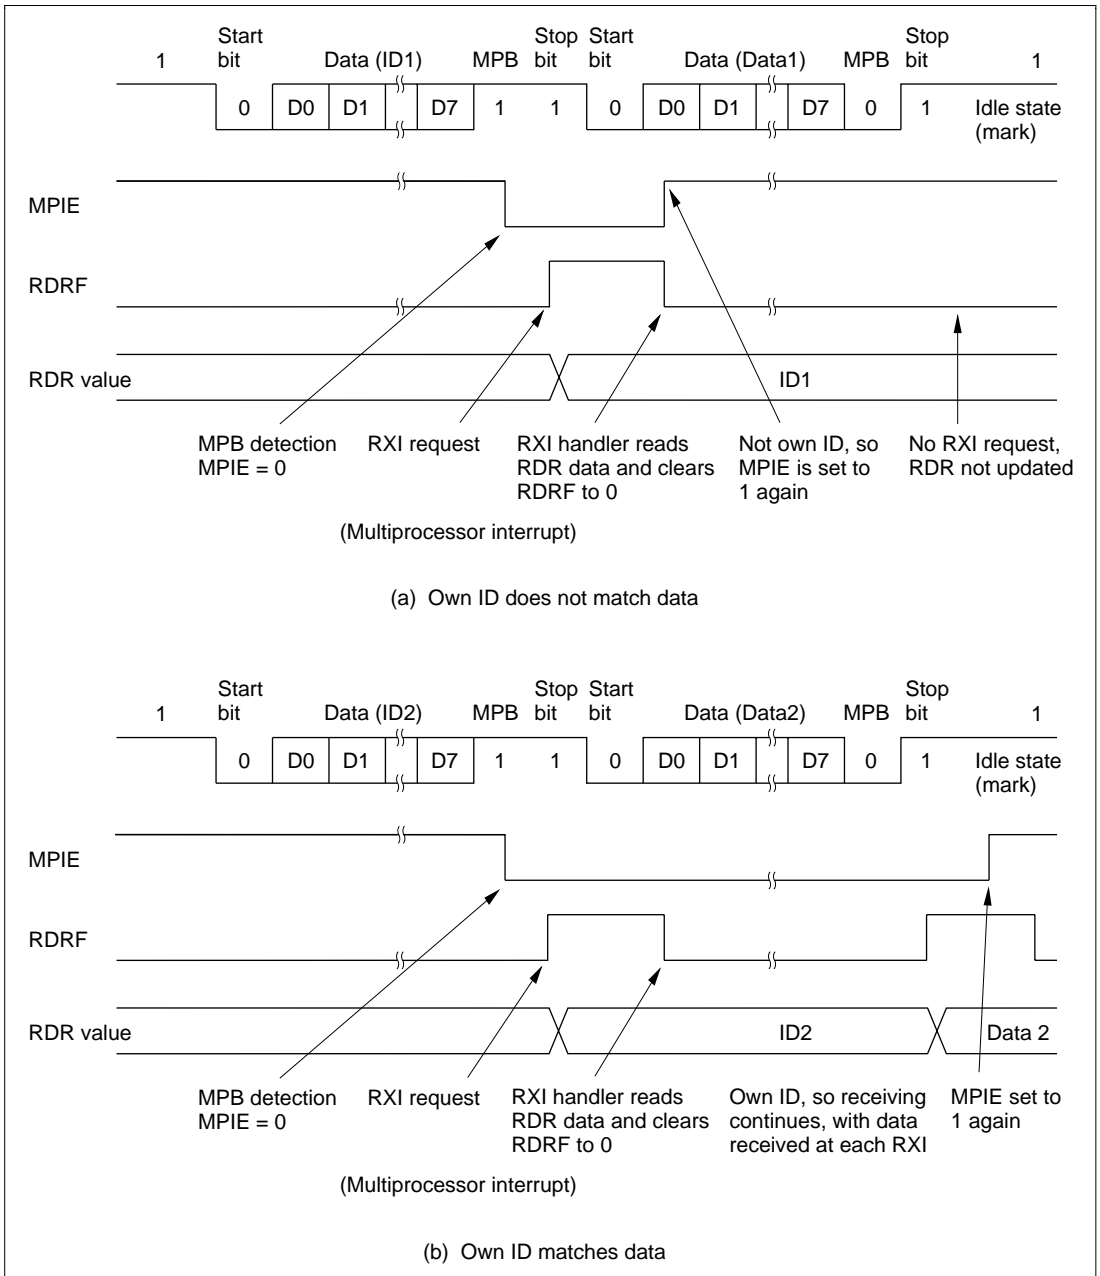 1 Start bit Data (ID1) MPB Stop bit Start bit Data (Data1) MPB Stop bit 1
0 D0 D1 D7 1 1 0 D0 D1 D7 0 1 Idle state (mark)
MPIE
RDRF
RDR value ID1
MPB detection
MPIE = 0
RXI request
RXI handler reads
RDR data and clears
RDRF to 0
Not own ID, so
MPIE is set to
1 again
No RXI request,
RDR not updated
(Multiprocessor interrupt)
(a) Own ID does not match data
1 Start bit Data (ID2) MPB Stop bit Start bit Data (Data2) MPB Stop bit 1
0 D0 D1 D7 1 1 0 D0 D1 D7 0 1 Idle state (mark)
MPIE
RDRF
RDR value ID2 Data 2
MPB detection
MPIE = 0
RXI request
RXI handler reads
RDR data and clears
RDRF to 0
Own ID, so receiving
continues, with data
received at each RXI
MPIE set to
1 again
(Multiprocessor interrupt)
(b) Own ID matches data